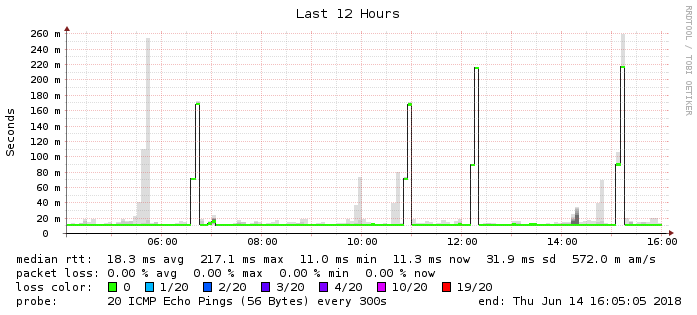 Last 12 Hours
RRDTOOL / TOBI OETIKER
Seconds
260 m
240 m
220 m
200 m
180 m
160 m
140 m
120 m
100 m
80 m
60 m
40 m
20 m
0
06:00 08:00 10:00 12:00 14:00 16:00
median rtt: 18.3 ms avg 217.1 ms max 11.0 ms min 11.3 ms now 31.9 ms sd 572.0 m am/s
packet loss: 0.00 % avg 0.00 % max 0.00 % min 0.00 % now
loss color: 0 1/20 2/20 3/20 4/20 10/20 19/20
probe: 20 ICMP Echo Pings (56 Bytes) every 300s end: Thu Jun 14 16:05:05 2018